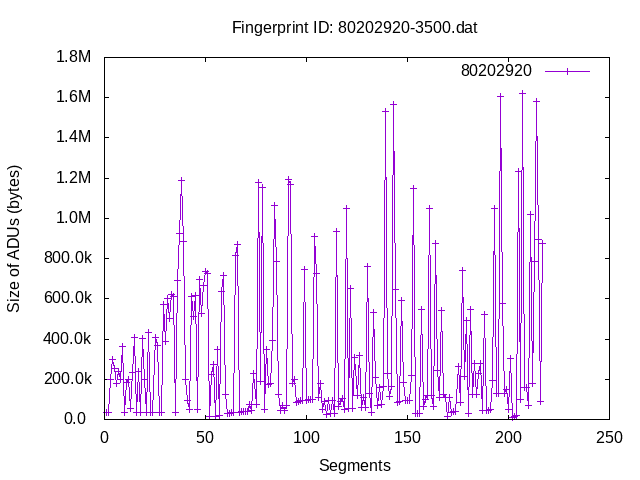 Fingerprint ID: 80202920-3500.dat
1.8M
80202920
1.6M
1.4M
1.2M
1.0M
800.0k
600.0k
400.0k
200.0k
0.0
Size of ADUs (bytes)
0 50 100 150 200 250
Segments